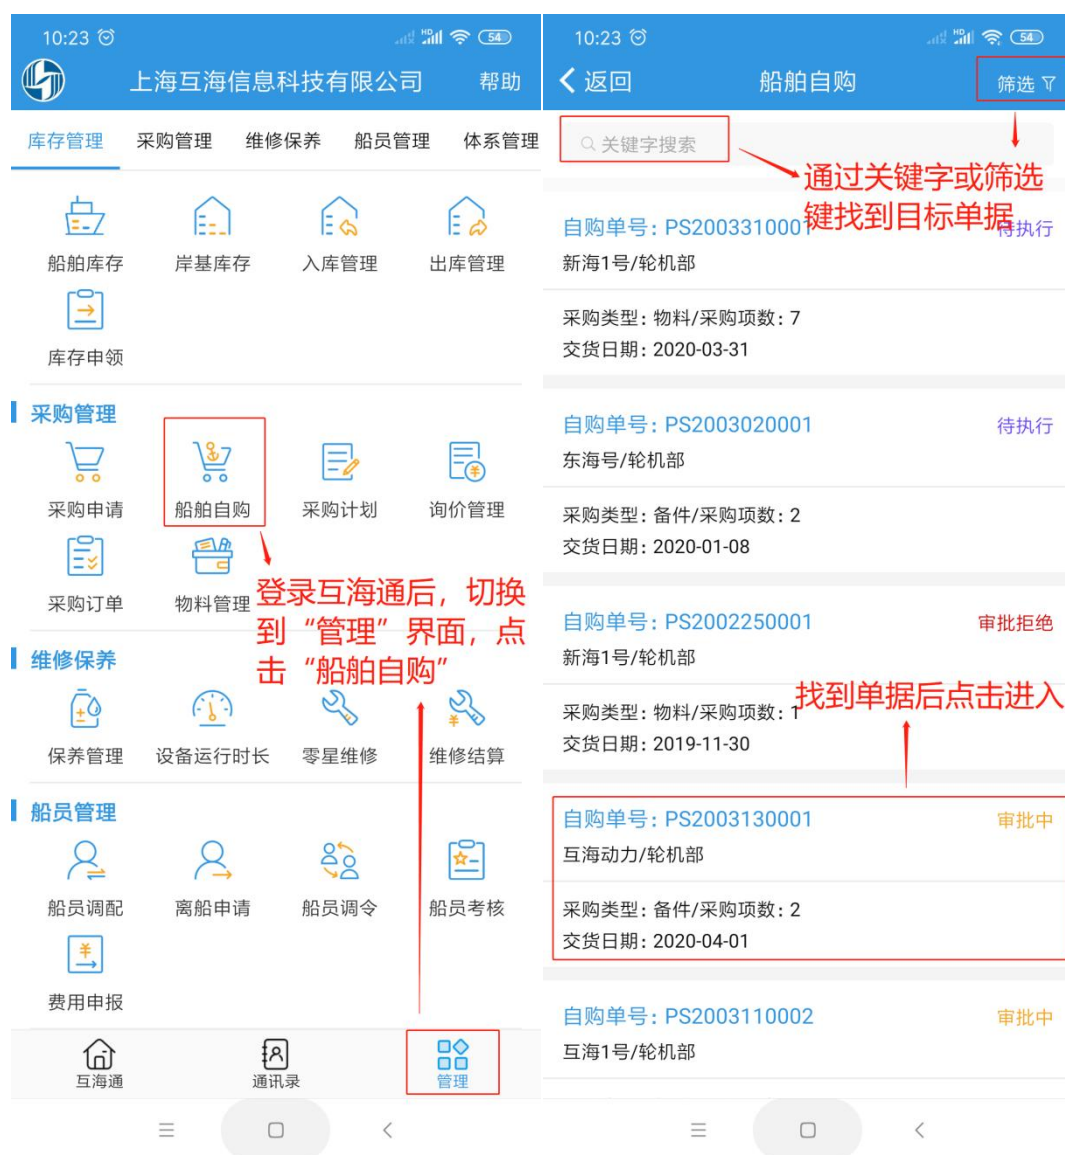 10:23
HD
54
上海互海信息科技有限公司
帮助
库存管理 采购管理 维修保养 船员管理 体系管理
船舶库存 岸基库存 入库管理 出库管理
库存申领
采购管理
采购申请 船舶自购 采购计划 询价管理
采购订单 物料管理
登录互海通后，切换
到“管理”界面，点
击“船舶自购”
维修保养
保养管理 设备运行时长 零星维修 维修结算
船员管理
船员调配 离船申请 船员调令 船员考核
费用申报
互海通 通讯录 管理
10:23
HD
54
返回
船舶自购
筛选
关键字搜索
通过关键字或筛选
键找到目标单据
自购单号: PS2003310001
待执行
新海1号/轮机部
采购类型: 物料/采购项数: 7
交货日期: 2020-03-31
自购单号: PS2003020001
待执行
东海号/轮机部
采购类型: 备件/采购项数: 2
交货日期: 2020-01-08
自购单号: PS2002250001
审批拒绝
新海1号/轮机部
找到单据后点击进入
采购类型: 物料/采购项数: 1
交货日期: 2019-11-30
自购单号: PS2003130001
审批中
互海动力/轮机部
采购类型: 备件/采购项数: 2
交货日期: 2020-04-01
自购单号: PS2003110002
审批中
互海1号/轮机部